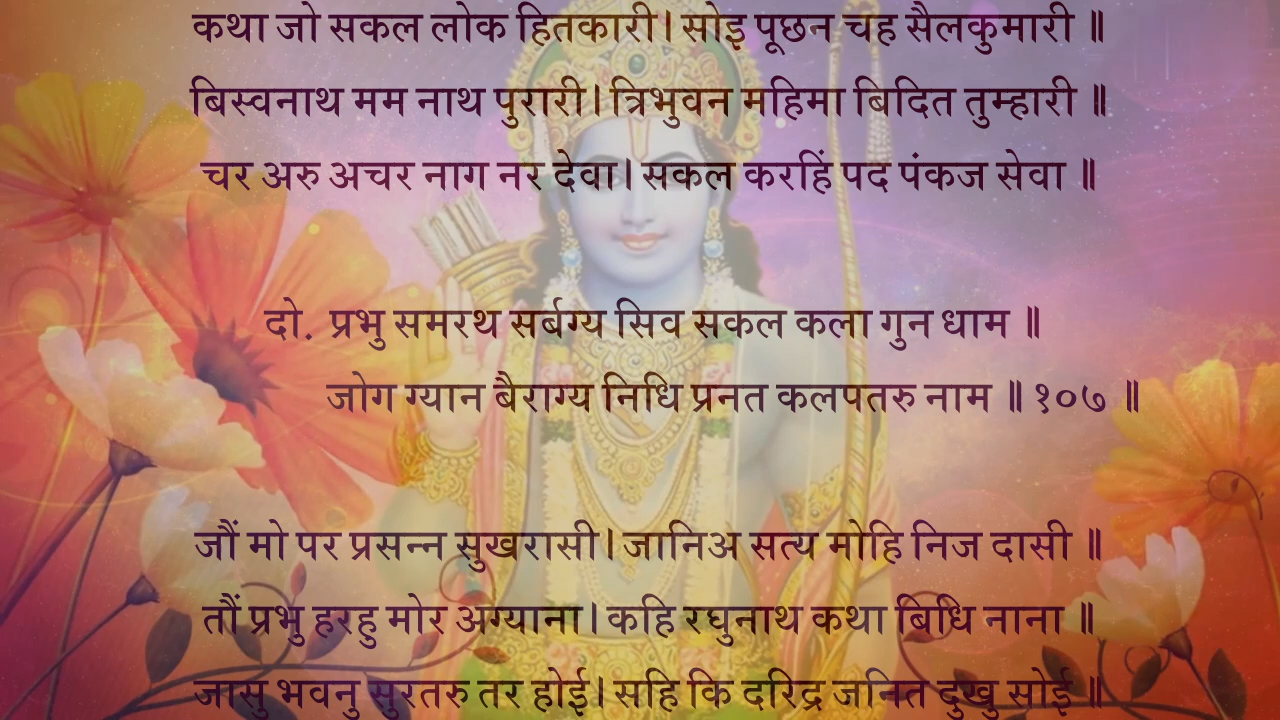 कथा जो सकल लोक हितकारी। सोइ पूछन चह सैलकुमारी ॥
बिस्वनाथ मम नाथ पुरारी। त्रिभुवन महिमा बिदित तुम्हारी ॥
चर अरु अचर नाग नर देवा। सकल करहिं पद पंकज सेवा ॥
दो. प्रभु समरथ सर्बग्य सिव सकल कला गुन धाम ॥
जोग ग्यान बैराग्य निधि प्रनत कलपतरु नाम ॥ १०७ ॥
जौं मो पर प्रसन्न सुखरासी। जानिअ सत्य मोहि निज दासी ॥
तौं प्रभु हरहु मोर अग्याना। कहि रघुनाथ कथा बिधि नाना ॥
जासु भवनु सुरतरु तर होई। सहि कि दरिद्र जनित दुखु सोई ॥